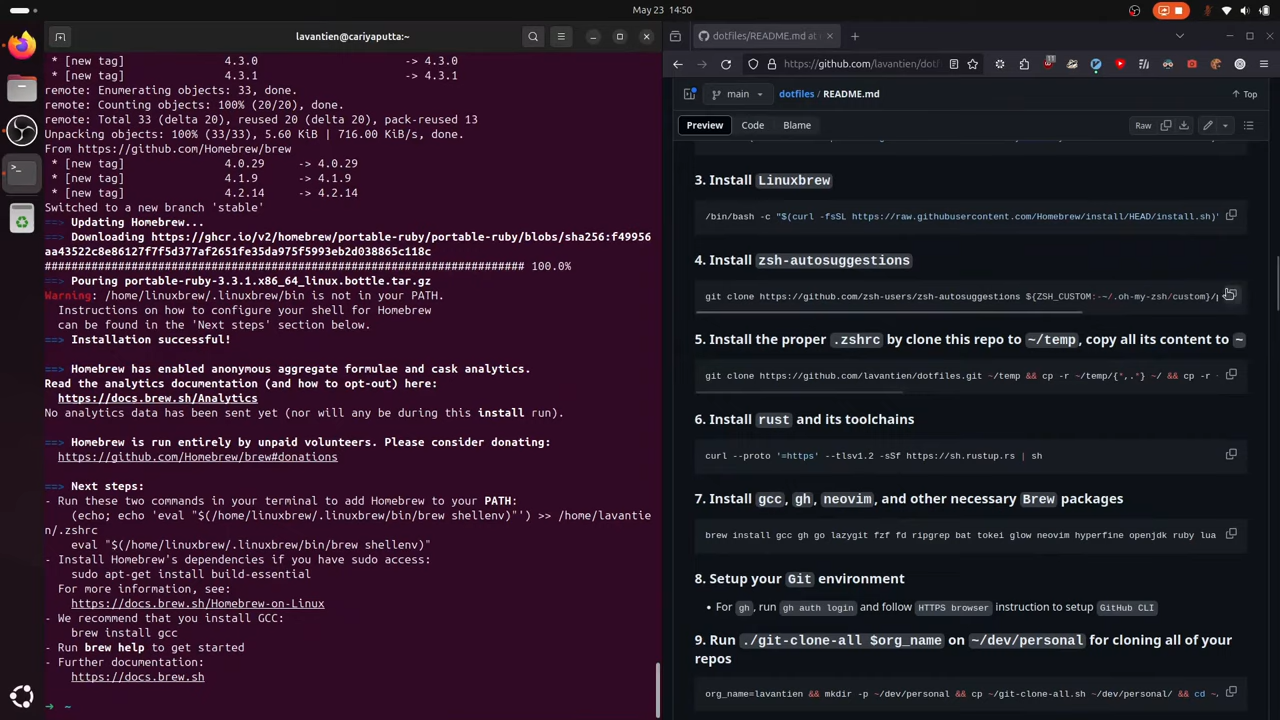 May 23 14:50
lavantien@cariyaputta:~
* [new tag] 4.3.0 -> 4.3.0
* [new tag] 4.3.1 -> 4.3.1
remote: Enumerating objects: 33, done.
remote: Counting objects: 100% (20/20), done.
remote: Total 33 (delta 20), reused 20 (delta 20), pack-reused 13
Unpacking objects: 100% (33/33), 5.60 KiB | 716.00 KiB/s, done.
From https://github.com/Homebrew/brew
* [new tag] 4.0.29 -> 4.0.29
* [new tag] 4.1.9 -> 4.1.9
* [new tag] 4.2.14 -> 4.2.14
Switched to a new branch 'stable'
==> Updating Homebrew...
==> Downloading https://ghcr.io/v2/homebrew/portable-ruby/portable-ruby/blobs/sha256:f49956
aa43522c8e86127f7f5d377af2651fe35da975f5993eb2d038865c118c
######################################################################### 100.0%
==> Pouring portable-ruby-3.3.1.x86_64_linux.bottle.tar.gz
Warning: /home/linuxbrew/.linuxbrew/bin is not in your PATH.
Instructions on how to configure your shell for Homebrew
can be found in the 'Next steps' section below.
==> Installation successful!
==> Homebrew has enabled anonymous aggregate formulae and cask analytics.
Read the analytics documentation (and how to opt-out) here:
https://docs.brew.sh/Analytics
No analytics data has been sent yet (nor will any be during this install run).
==> Homebrew is run entirely by unpaid volunteers. Please consider donating:
https://github.com/Homebrew/brew#donations
==> Next steps:
- Run these two commands in your terminal to add Homebrew to your PATH:
(echo; echo 'eval "$(/home/linuxbrew/.linuxbrew/bin/brew shellenv)"') >> /home/lavantie
n/.zshrc
eval "$(/home/linuxbrew/.linuxbrew/bin/brew shellenv)"
- Install Homebrew's dependencies if you have sudo access:
sudo apt-get install build-essential
For more information, see:
https://docs.brew.sh/Homebrew-on-Linux
- We recommend that you install GCC:
brew install gcc
- Run brew help to get started
- Further documentation:
https://docs.brew.sh
➜ ~
dotfiles/README.md at
https://github.com/lavantien/dot
main
dotfiles / README.md
Top
Preview Code Blame Raw
3. Install Linuxbrew
/bin/bash -c "$(curl -fsSL https://raw.githubusercontent.com/Homebrew/install/HEAD/install.sh)"
4. Install zsh-autosuggestions
git clone https://github.com/zsh-users/zsh-autosuggestions ${ZSH_CUSTOM:-~/.oh-my-zsh/custom}/p
5. Install the proper .zshrc by clone this repo to ~/temp, copy all its content to ~
git clone https://github.com/lavantien/dotfiles.git ~/temp && cp -r ~/temp/{*,.*} ~/ && cp -r
6. Install rust and its toolchains
curl --proto '=https' --tlsv1.2 -sSf https://sh.rustup.rs | sh
7. Install gcc, gh, neovim, and other necessary Brew packages
brew install gcc gh go lazygit fzf fd ripgrep bat tokei glow neovim hyperfine openjdk ruby lua
8. Setup your Git environment
• For gh, run gh auth login and follow HTTPS browser instruction to setup GitHub CLI
9. Run ./git-clone-all $org_name on ~/dev/personal for cloning all of your
repos
org_name=lavantien && mkdir -p ~/dev/personal && cp ~/git-clone-all.sh ~/dev/personal/ && cd ~,